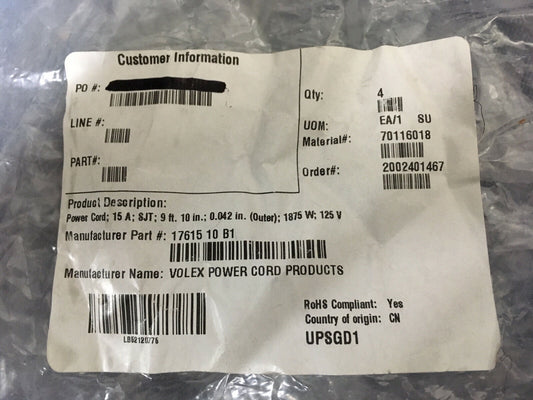 Customer Information
PO #:
LINE #:
PART#:
Qty: 4
UOM: EA/1 SU
Material#: 70116018
Order#: 2002401467
Product Description:
Power Cord; 15 A; SJT; 9 ft. 10 in.; 0.042 in. (Outer); 1875 W; 125 V
Manufacturer Part #: 17615 10 B1
Manufacturer Name: VOLEX POWER CORD PRODUCTS
LB52120775
RoHS Compliant: Yes
Country of origin: CN
UPSGD1